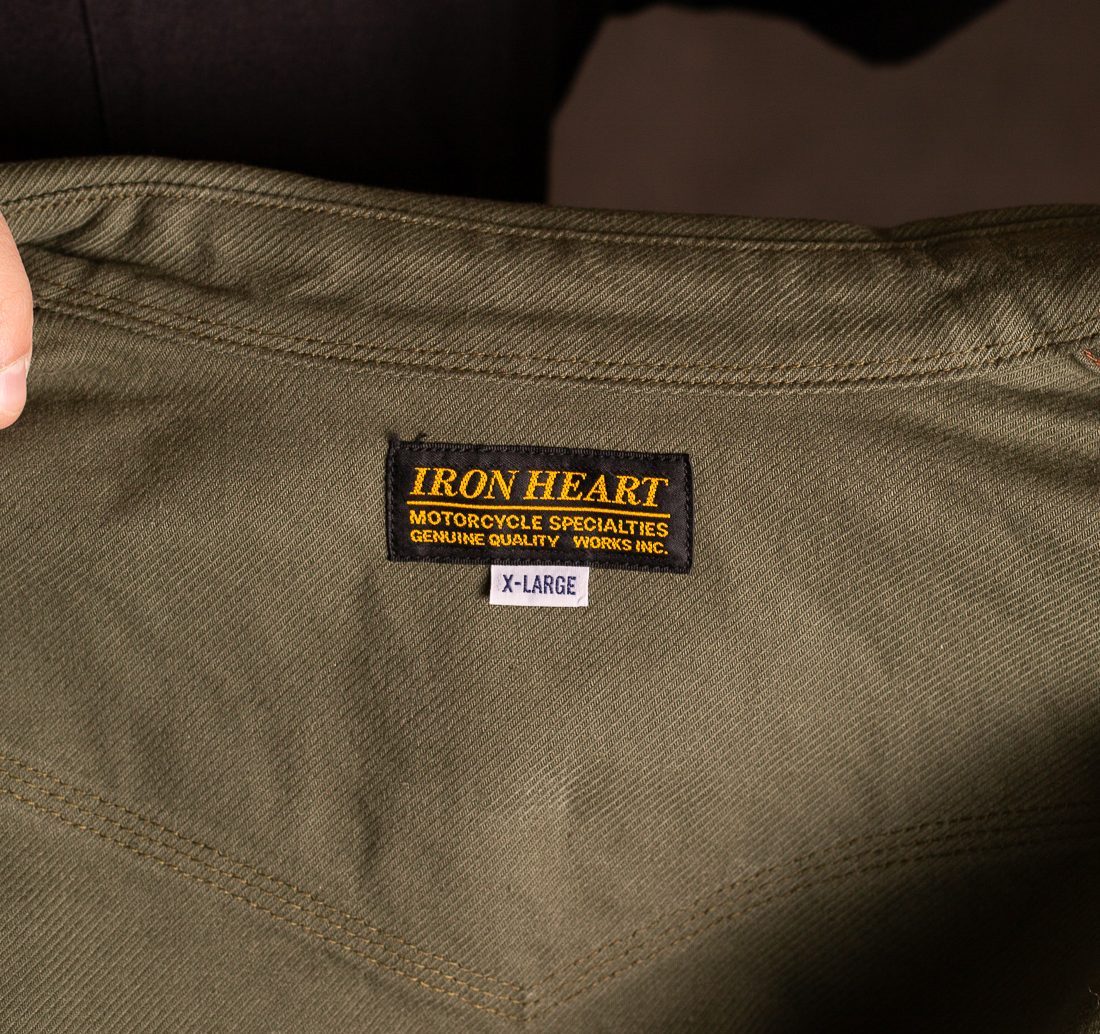 IRON HEART
MOTORCYCLE SPECIALTIES
GENUINE QUALITY WORKS INC.
X-LARGE